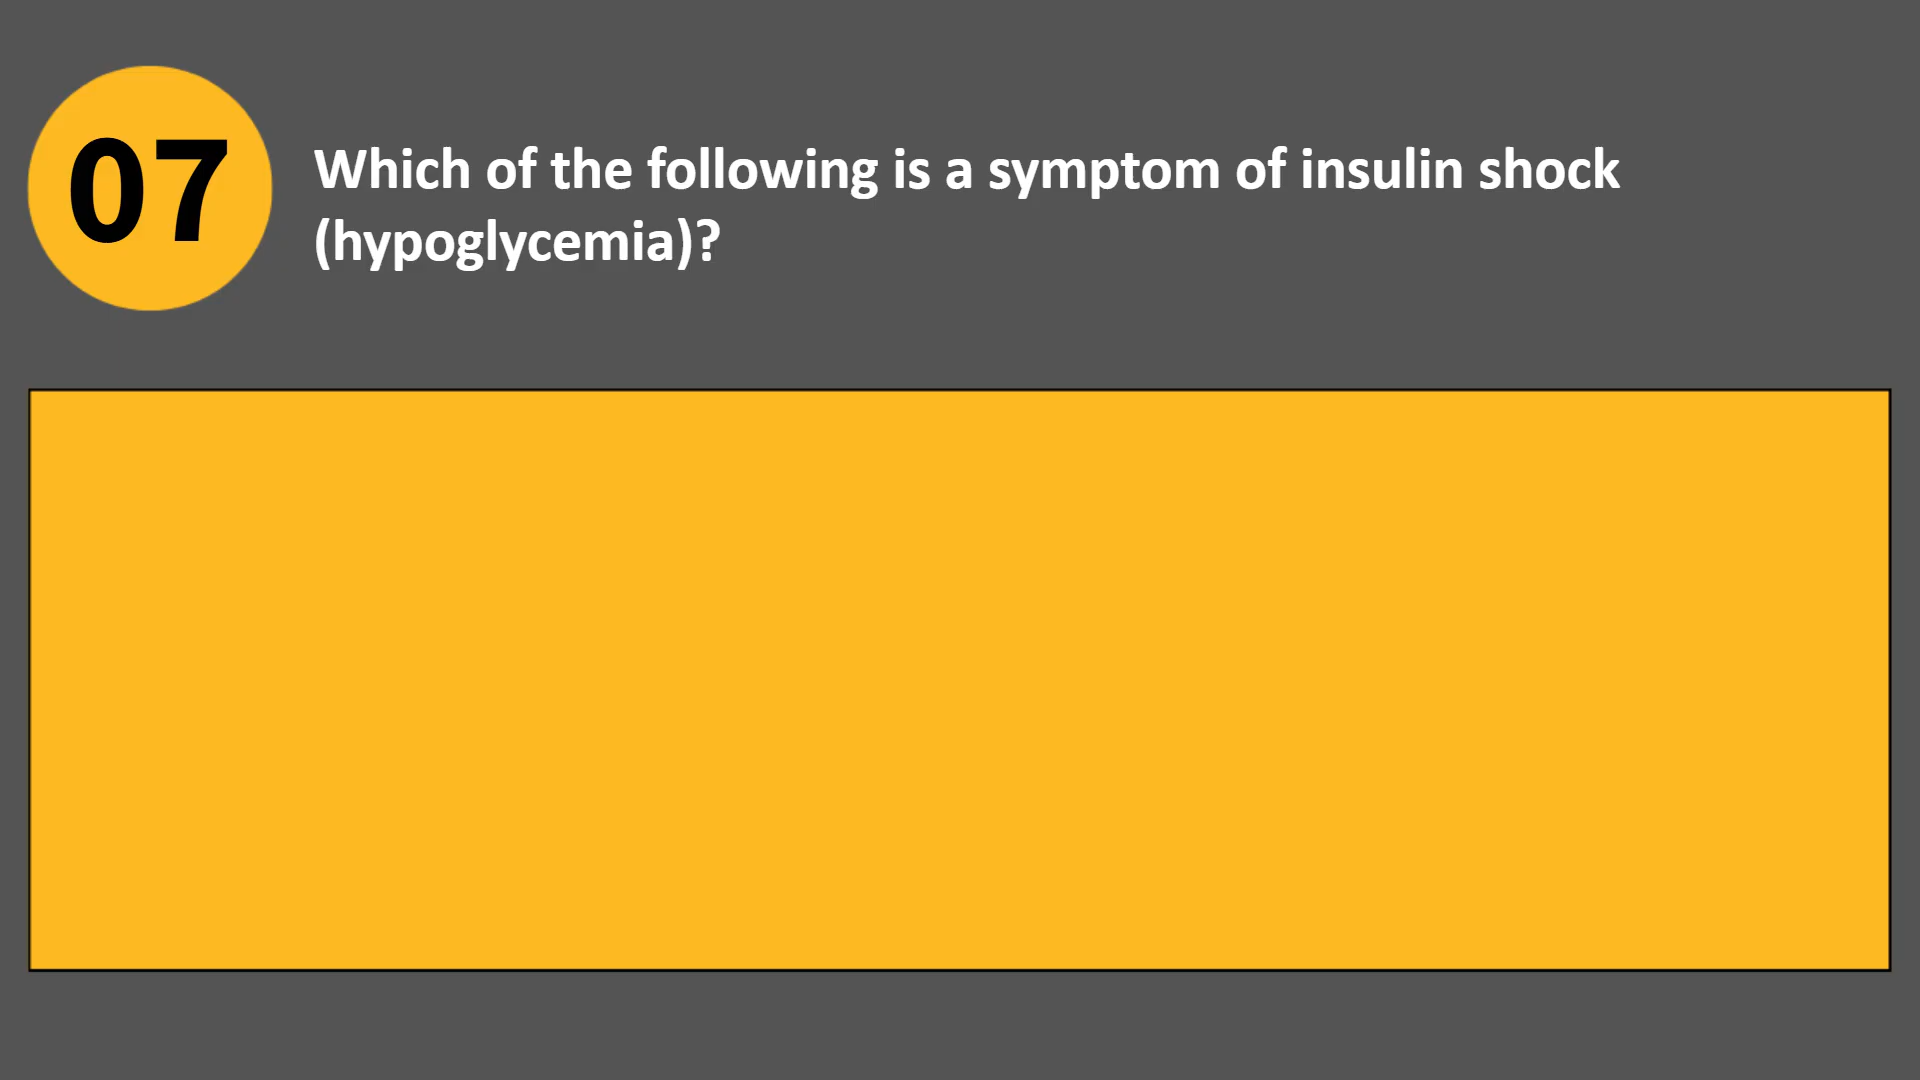 07
Which of the following is a symptom of insulin shock
(hypoglycemia)?